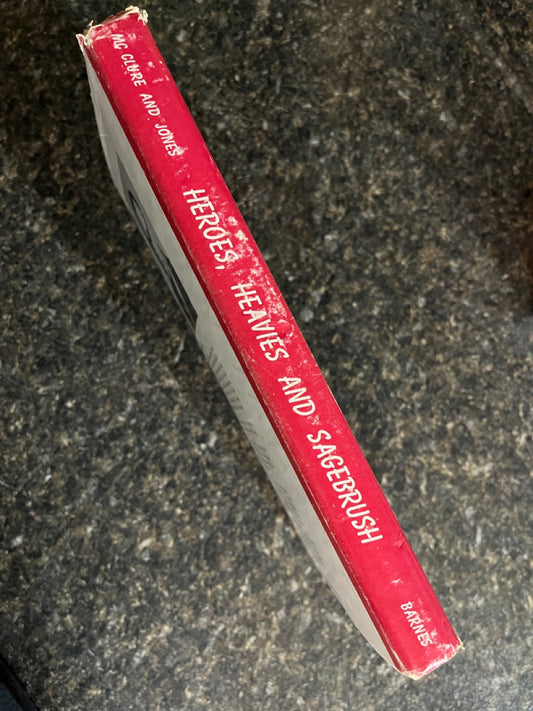 MC CLURE AND JONES
HEROES, HEAVIES AND SAGEBRUSH
BARNES